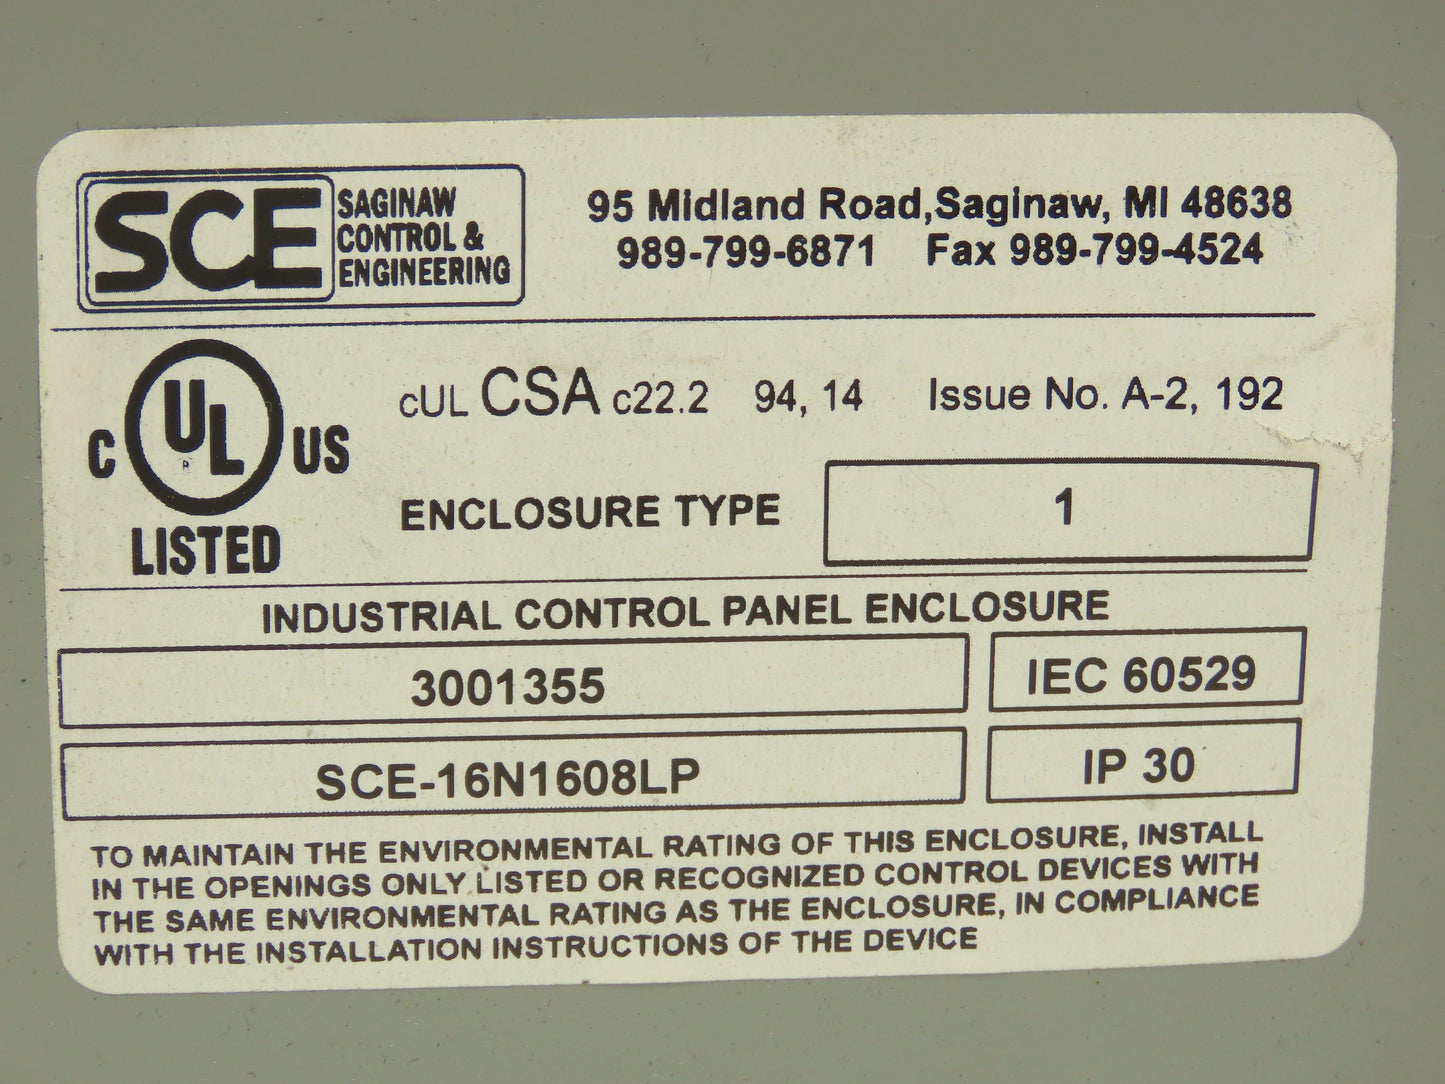 SCE SAGINAW
CONTROL &
ENGINEERING
95 Midland Road,Saginaw, MI 48638
989-799-6871 Fax 989-799-4524
C UL US
R
LISTED
cUL CSA c22.2 94, 14 Issue No. A-2, 192
ENCLOSURE TYPE 1
INDUSTRIAL CONTROL PANEL ENCLOSURE
3001355 IEC 60529
SCE-16N1608LP IP 30
TO MAINTAIN THE ENVIRONMENTAL RATING OF THIS ENCLOSURE, INSTALL
IN THE OPENINGS ONLY LISTED OR RECOGNIZED CONTROL DEVICES WITH
THE SAME ENVIRONMENTAL RATING AS THE ENCLOSURE, IN COMPLIANCE
WITH THE INSTALLATION INSTRUCTIONS OF THE DEVICE